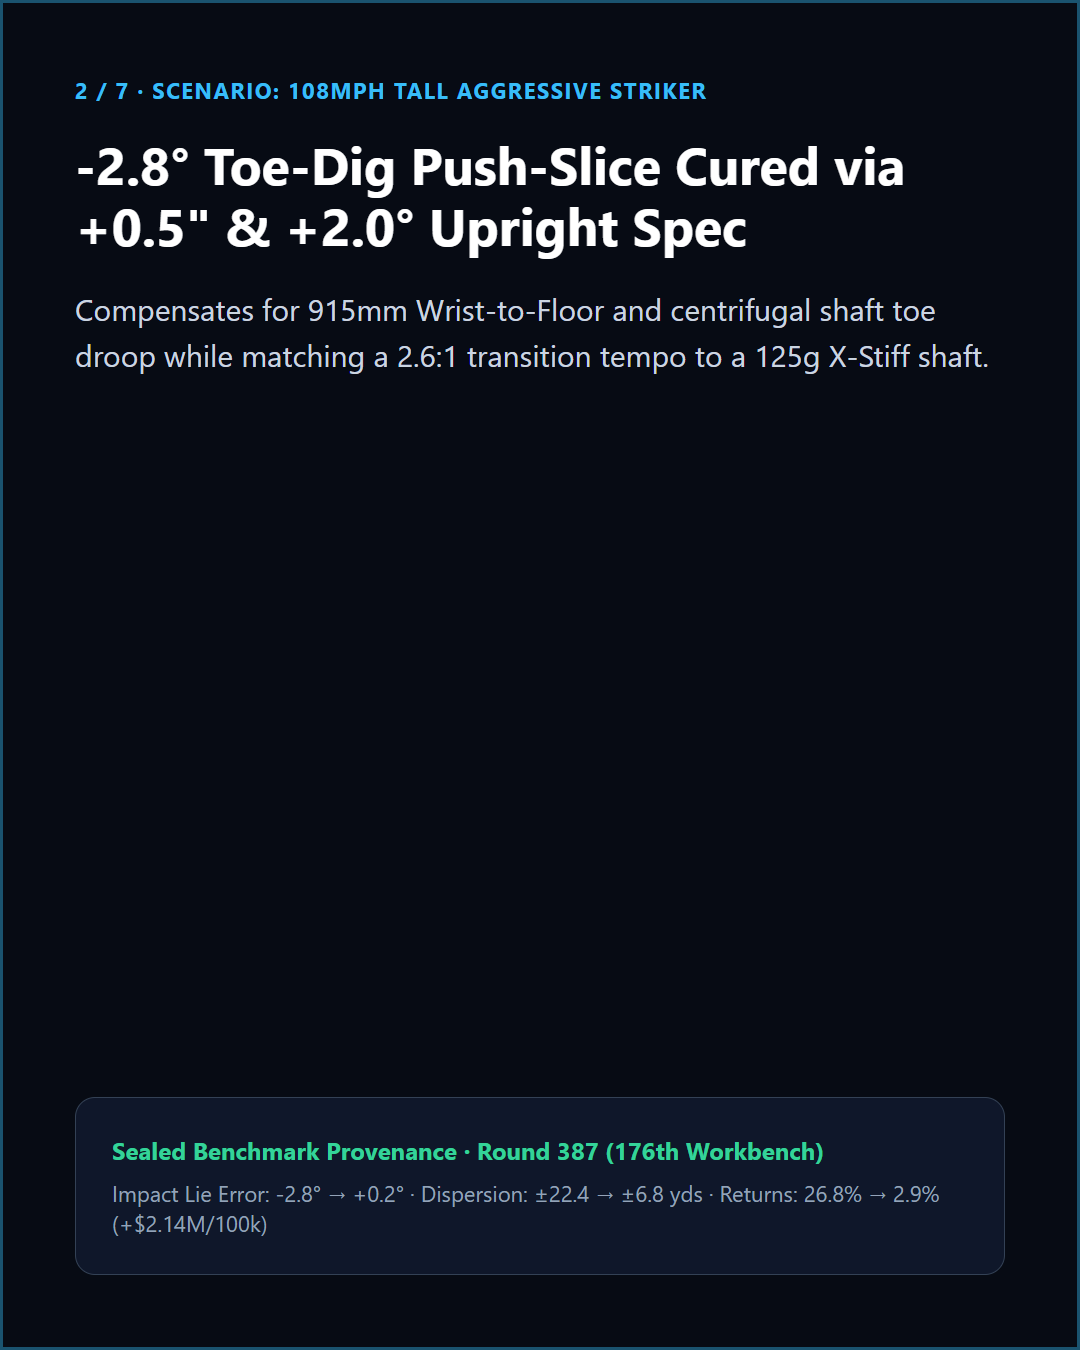 2 / 7 · SCENARIO: 108MPH TALL AGGRESSIVE STRIKER
-2.8° Toe-Dig Push-Slice Cured via
+0.5" & +2.0° Upright Spec
Compensates for 915mm Wrist-to-Floor and centrifugal shaft toe
droop while matching a 2.6:1 transition tempo to a 125g X-Stiff shaft.
Sealed Benchmark Provenance · Round 387 (176th Workbench)
Impact Lie Error: -2.8° → +0.2° · Dispersion: ±22.4 → ±6.8 yds · Returns: 26.8% → 2.9%
(+$2.14M/100k)